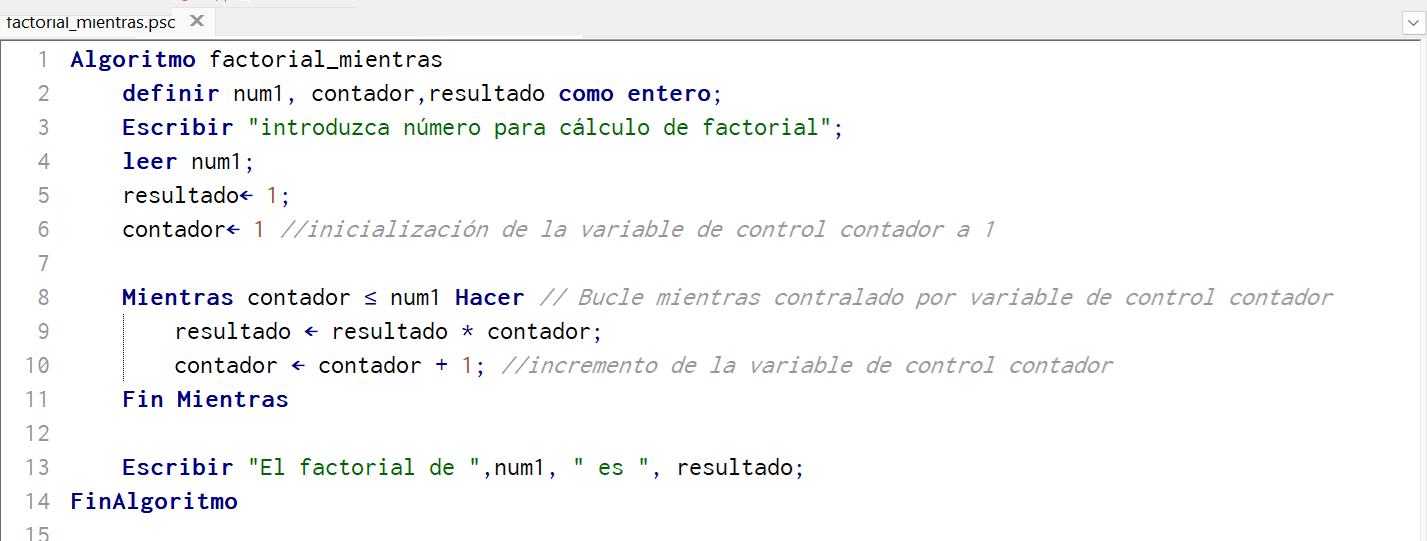 factorial_mientras.psc
1 Algoritmo factorial_mientras
2 definir num1, contador,resultado como entero;
3 Escribir "introduzca número para cálculo de factorial";
4 leer num1;
5 resultado← 1;
6 contador← 1 //inicialización de la variable de control contador a 1
7
8 Mientras contador ≤ num1 Hacer // Bucle mientras contralado por variable de control contador
9 resultado ← resultado * contador;
10 contador ← contador + 1; //incremento de la variable de control contador
11 Fin Mientras
12
13 Escribir "El factorial de ",num1, " es ", resultado;
14 FinAlgoritmo
15